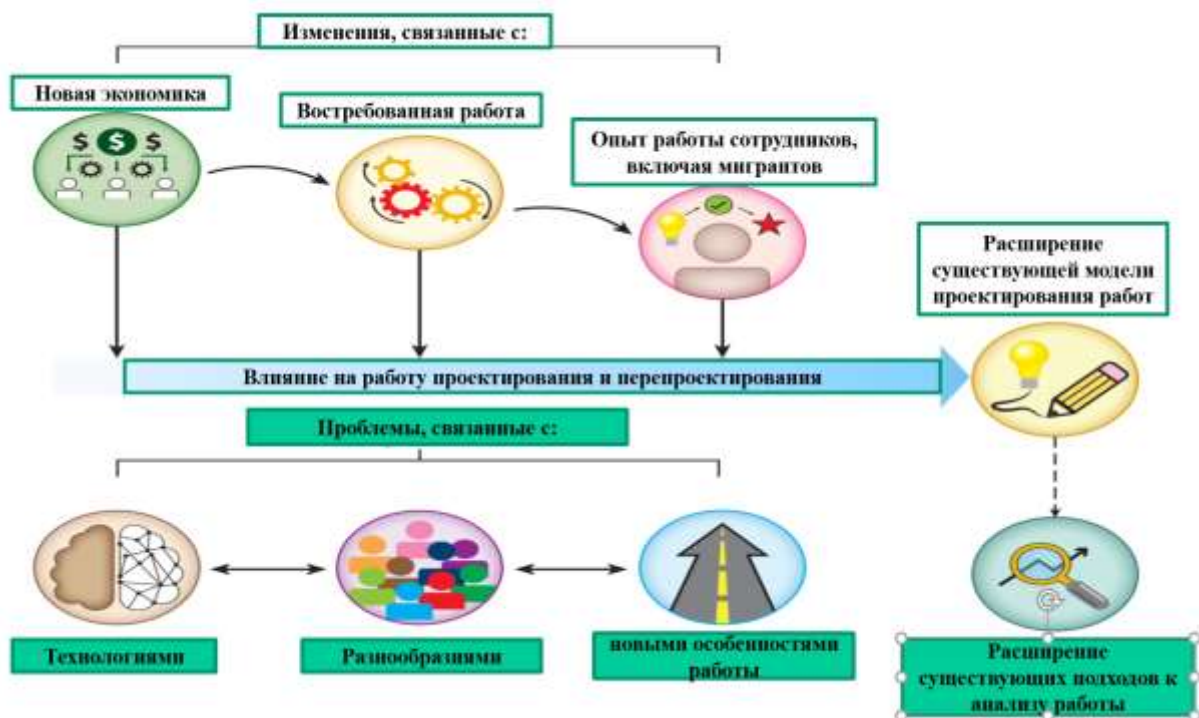 Изменения, связанные с:
Новая экономика
Востребованная работа
Опыт работы сотрудников,
включая мигрантов
Расширение
существующей модели
проектирования работ
Влияние на работу проектирования и перепроектирования
Проблемы, связанные с:
Технологиями
Разнообразиями
новыми особенностями
работы
Расширение
существующих подходов к
анализу работы